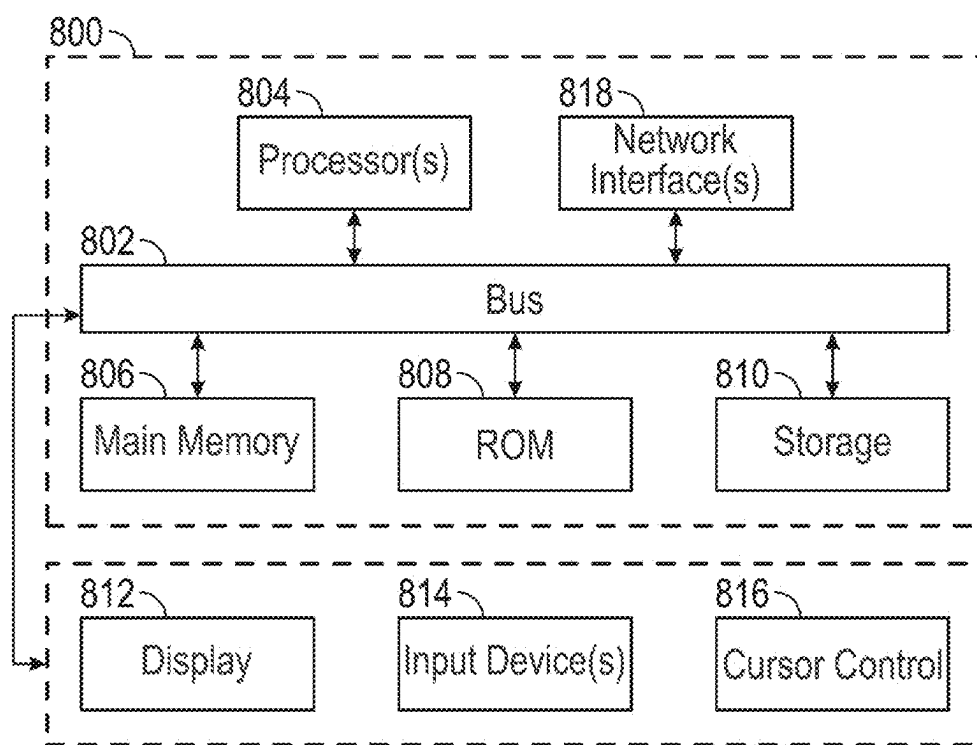 800
804
Processor(s)
818
Network
Interface(s)
802
Bus
806
Main Memory
808
ROM
810
Storage
812
Display
814
Input Device(s)
816
Cursor Control